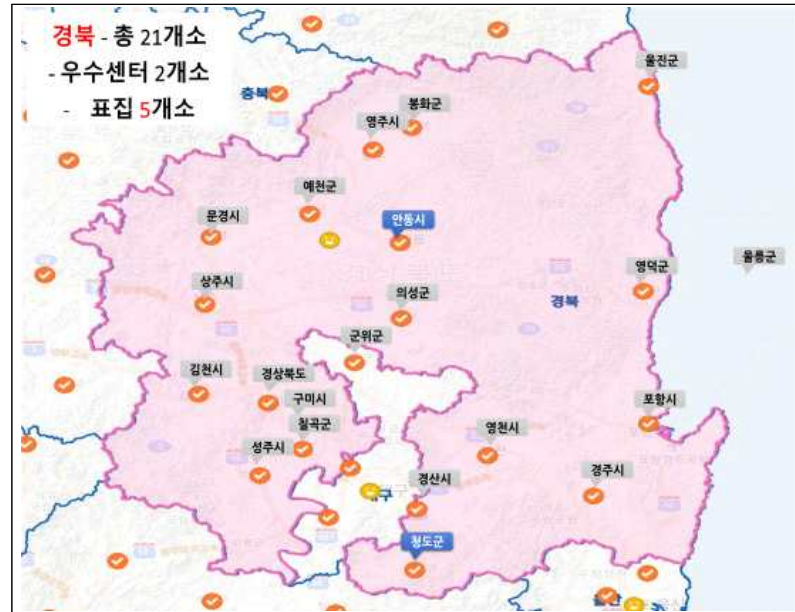 경북 - 총 21개소
- 우수센터 2개소
- 표집 5개소
충북
울진군
봉화군
영주시
예천군
문경시
안동시
울릉군
영덕군
상주시
의성군
경북
군위군
김천시
경상북도
구미시
칠곡군
포항시
영천시
성주시
경산시
경주시
청도군